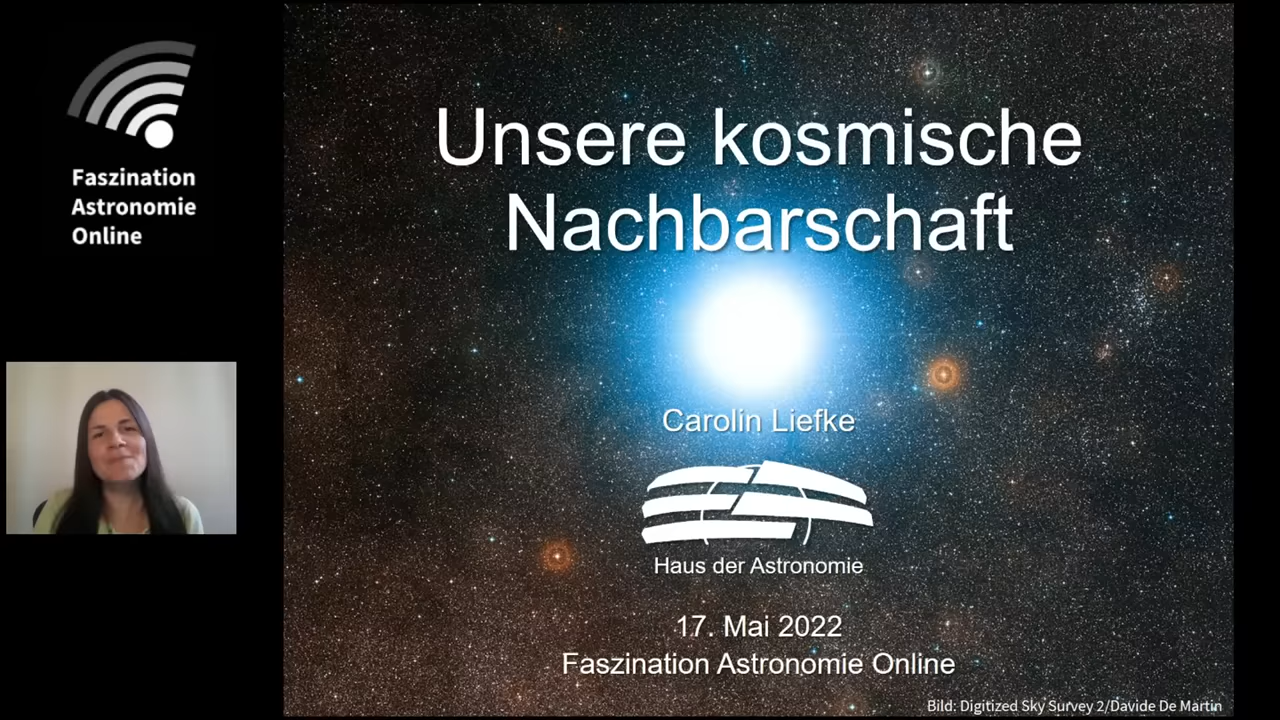 Faszination
Astronomie
Online
Unsere kosmische
Nachbarschaft
Carolin Liefke
Haus der Astronomie
17. Mai 2022
Faszination Astronomie Online
Bild: Digitized Sky Survey 2/Davide De Martin